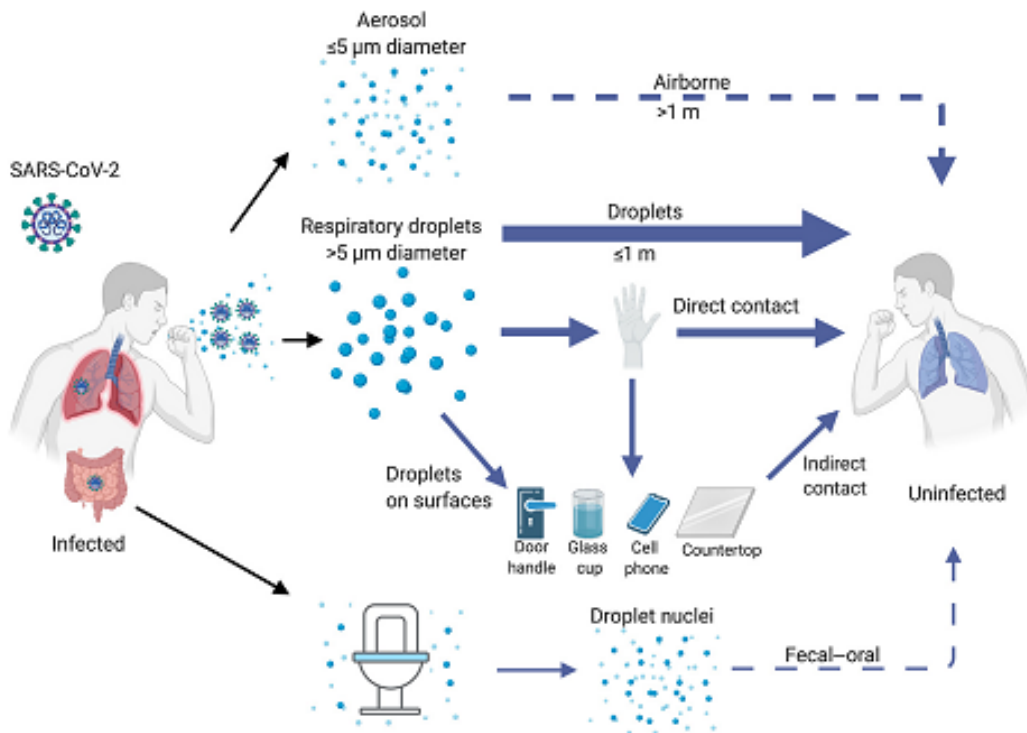 Aerosol
≤5 µm diameter
Airborne
>1 m
SARS-CoV-2
Respiratory droplets
>5 µm diameter
Droplets
≤1 m
Direct contact
Droplets
on surfaces
Indirect
contact
Infected
Uninfected
Door
handle
Glass
cup
Cell
phone
Countertop
Droplet nuclei
Fecal–oral